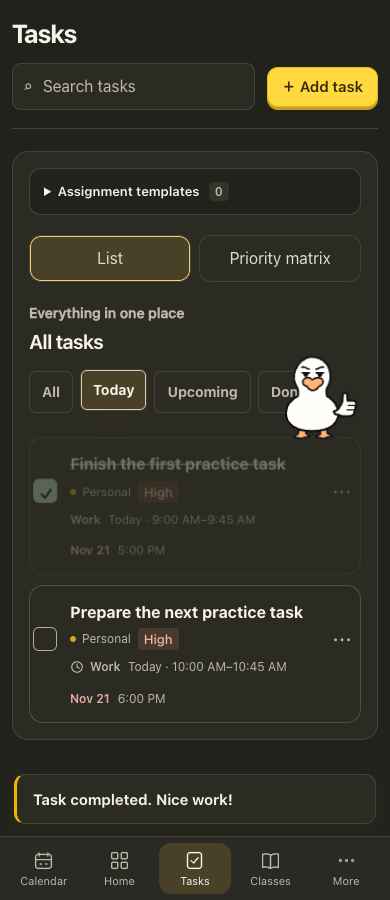 Tasks
Search tasks
+ Add task
Assignment templates 0
List
Priority matrix
Everything in one place
All tasks
All
Today
Upcoming
Don
Finish the first practice task
Personal High
Work Today · 9:00 AM–9:45 AM
Nov 21 5:00 PM
Prepare the next practice task
Personal High
Work Today · 10:00 AM–10:45 AM
Nov 21 6:00 PM
Task completed. Nice work!
Calendar
Home
Tasks
Classes
More